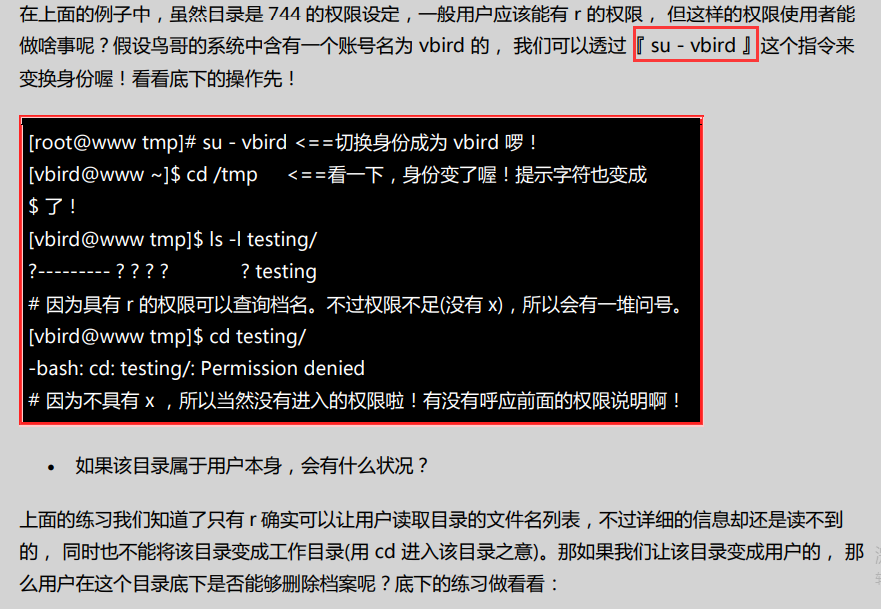 在上面的例子中，虽然目录是 744 的权限设定，一般用户应该能有 r 的权限， 但这样的权限使用者能
做啥事呢？假设鸟哥的系统中含有一个账号名为 vbird 的， 我们可以透过『 su - vbird 』这个指令来
变换身份喔！看看底下的操作先！
[root@www tmp]# su - vbird <==切换身份成为 vbird 啰！
[vbird@www ~]$ cd /tmp <==看一下，身份变了喔！提示字符也变成
$ 了！
[vbird@www tmp]$ ls -l testing/
?--------- ? ? ? ? ? testing
# 因为具有 r 的权限可以查询档名。不过权限不足(没有 x)，所以会有一堆问号。
[vbird@www tmp]$ cd testing/
-bash: cd: testing/: Permission denied
# 因为不具有 x ，所以当然没有进入的权限啦！有没有呼应前面的权限说明啊！
• 如果该目录属于用户本身，会有什么状况？
上面的练习我们知道了只有 r 确实可以让用户读取目录的文件名列表，不过详细的信息却还是读不到
的， 同时也不能将该目录变成工作目录(用 cd 进入该目录之意)。那如果我们让该目录变成用户的， 那
么用户在这个目录底下是否能够删除档案呢？底下的练习做看看：